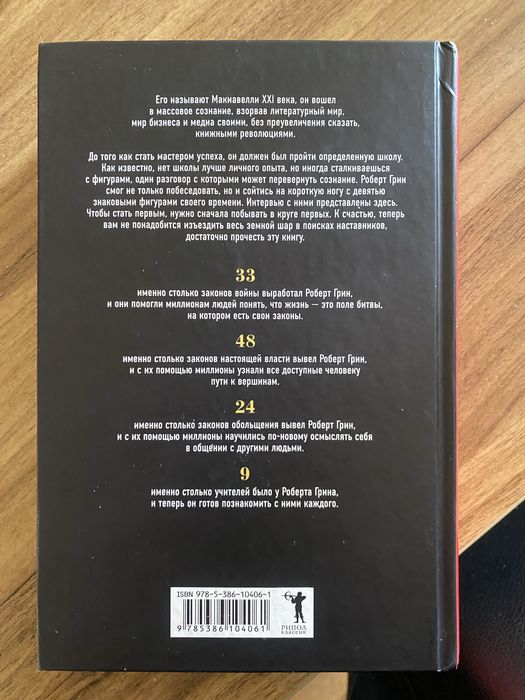 Его называют Макиавелли XXI века, он вошел
в массовое сознание, взорвав литературный мир,
мир бизнеса и медиа своими, без преувеличения сказать,
книжными революциями.
До того как стать мастером успеха, он должен был пройти определенную школу.
Как известно, нет школы лучше личного опыта, но иногда сталкиваешься
с фигурами, один разговор с которыми может перевернуть сознание. Роберт Грин
смог не только побеседовать, но и сойтись на короткую ногу с девятью
знаковыми фигурами своего времени. Интервью с ними представлены здесь.
Чтобы стать первым, нужно сначала побывать в круге первых. К счастью, теперь
вам не понадобится изъездить весь земной шар в поисках наставников,
достаточно прочесть эту книгу.
33
именно столько законов войны выработал Роберт Грин,
и они помогли миллионам людей понять, что жизнь — это поле битвы,
на котором есть свои законы.
48
именно столько законов настоящей власти вывел Роберт Грин,
и с их помощью миллионы узнали все доступные человеку
пути к вершинам.
24
именно столько законов обольщения вывел Роберт Грин,
и с их помощью миллионы научились по-новому осмыслять себя
в общении с другими людьми.
9
именно столько учителей было у Роберта Грина,
и теперь он готов познакомить с ними каждого.
ISBN 978-5-386-10406-1
9 785386 104061
РИПОЛ
КЛАССИК